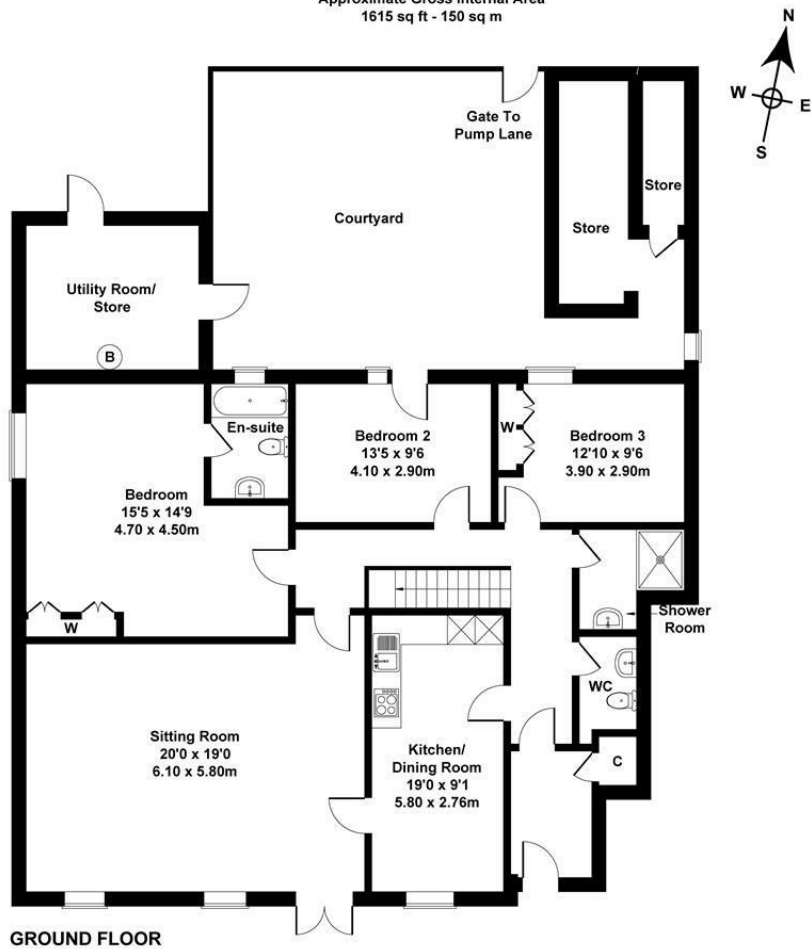 Approximate Gross Internal Area
1615 sq ft - 150 sq m
N
W
E
S
Gate To
Pump Lane
Courtyard
Store
Store
Utility Room/
Store
B
En-suite
Bedroom 2
13'5 x 9'6
4.10 x 2.90m
W
Bedroom 3
12'10 x 9'6
3.90 x 2.90m
Bedroom
15'5 x 14'9
4.70 x 4.50m
W
Shower
Room
WC
Sitting Room
20'0 x 19'0
6.10 x 5.80m
Kitchen/
Dining Room
19'0 x 9'1
5.80 x 2.76m
C
GROUND FLOOR